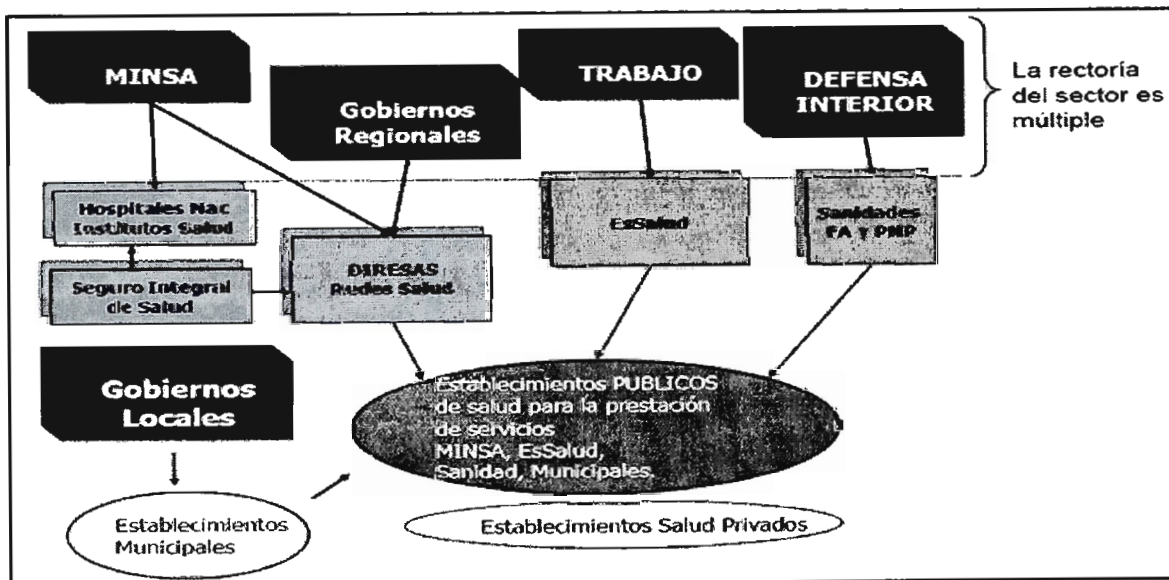 MINSA
Gobiernos
Regionales
TRABAJO
DEFENSA
INTERIOR
La rectoría
del sector es
múltiple
Hospitales Nac
Institutos Salud
Seguro Integral
de Salud
DIRESAS
Redes Salud
EsSalud
Sanidades
FA y PNP
Gobiernos
Locales
Establecimientos PUBLICOS
de salud para la prestación
de servicios
MINSA, EsSalud,
Sanidad, Municipales.
Establecimientos
Municipales
Establecimientos Salud Privados